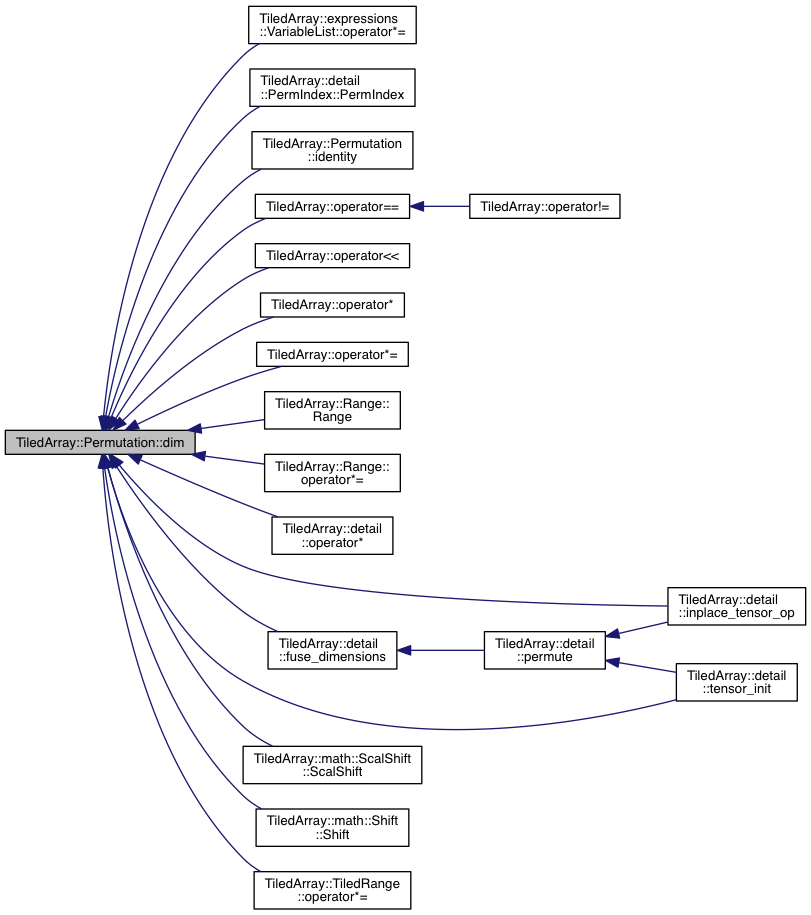 TiledArray::expressions
::VariableList::operator*=
TiledArray::detail
::PermIndex::PermIndex
TiledArray::Permutation
::identity
TiledArray::operator==
TiledArray::operator!=
TiledArray::operator<<
TiledArray::operator*
TiledArray::operator*=
TiledArray::Range::
Range
TiledArray::Permutation::dim
TiledArray::Range::
operator*=
TiledArray::detail
::operator*
TiledArray::detail
::inplace_tensor_op
TiledArray::detail
::fuse_dimensions
TiledArray::detail
::permute
TiledArray::detail
::tensor_init
TiledArray::math::ScalShift
::ScalShift
TiledArray::math::Shift
::Shift
TiledArray::TiledRange
::operator*=